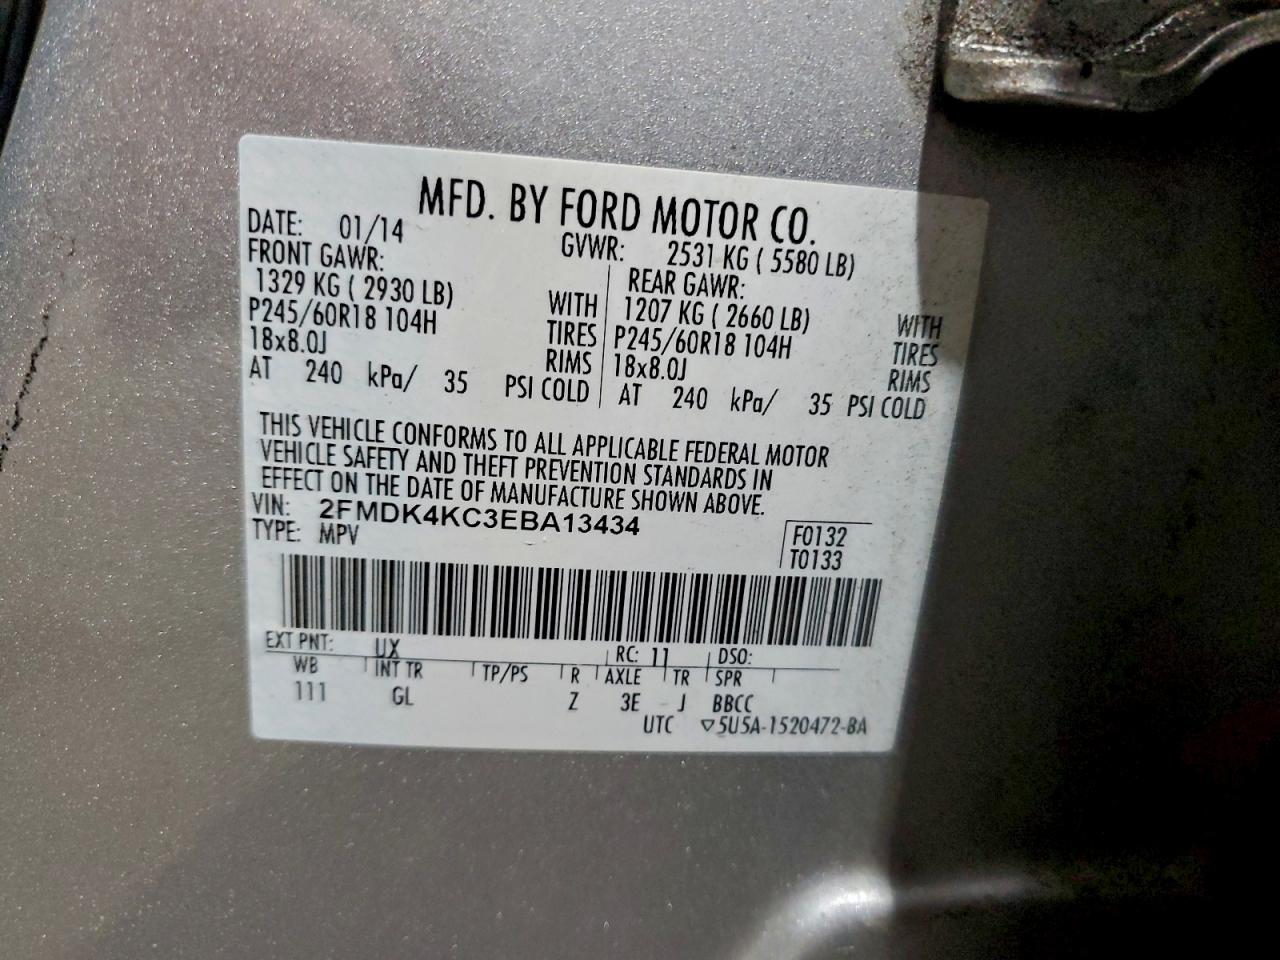 MFD. BY FORD MOTOR CO.
DATE: 01/14 GVWR: 2531 KG ( 5580 LB)
FRONT GAWR: REAR GAWR:
1329 KG ( 2930 LB) WITH 1207 KG ( 2660 LB) WITH
P245/60R18 104H TIRES P245/60R18 104H TIRES
18x8.0J RIMS 18x8.0J RIMS
AT 240 kPa/ 35 PSI COLD AT 240 kPa/ 35 PSI COLD
THIS VEHICLE CONFORMS TO ALL APPLICABLE FEDERAL MOTOR
VEHICLE SAFETY AND THEFT PREVENTION STANDARDS IN
EFFECT ON THE DATE OF MANUFACTURE SHOWN ABOVE.
VIN: 2FMDK4KC3EBA13434 F0132
TYPE: MPV T0133
EXT PNT: UX RC: 11 DSO:
WB INT TR TP/PS R AXLE TR SPR
111 GL Z 3E J BBCC
UTC ▽5U5A-1520472-BA